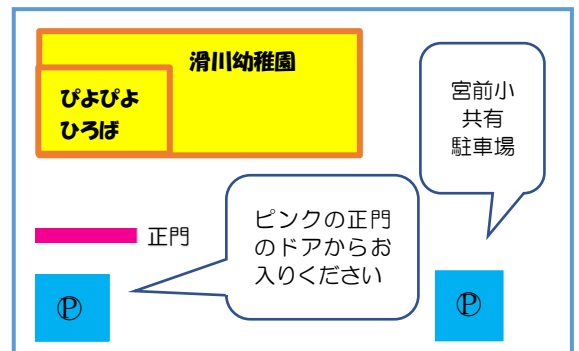 滑川幼稚園
ぴよぴよ
ひろば
宮前小
共有
駐車場
ピンクの正門
のドアからお
入りください
正門
Ⓟ
Ⓟ